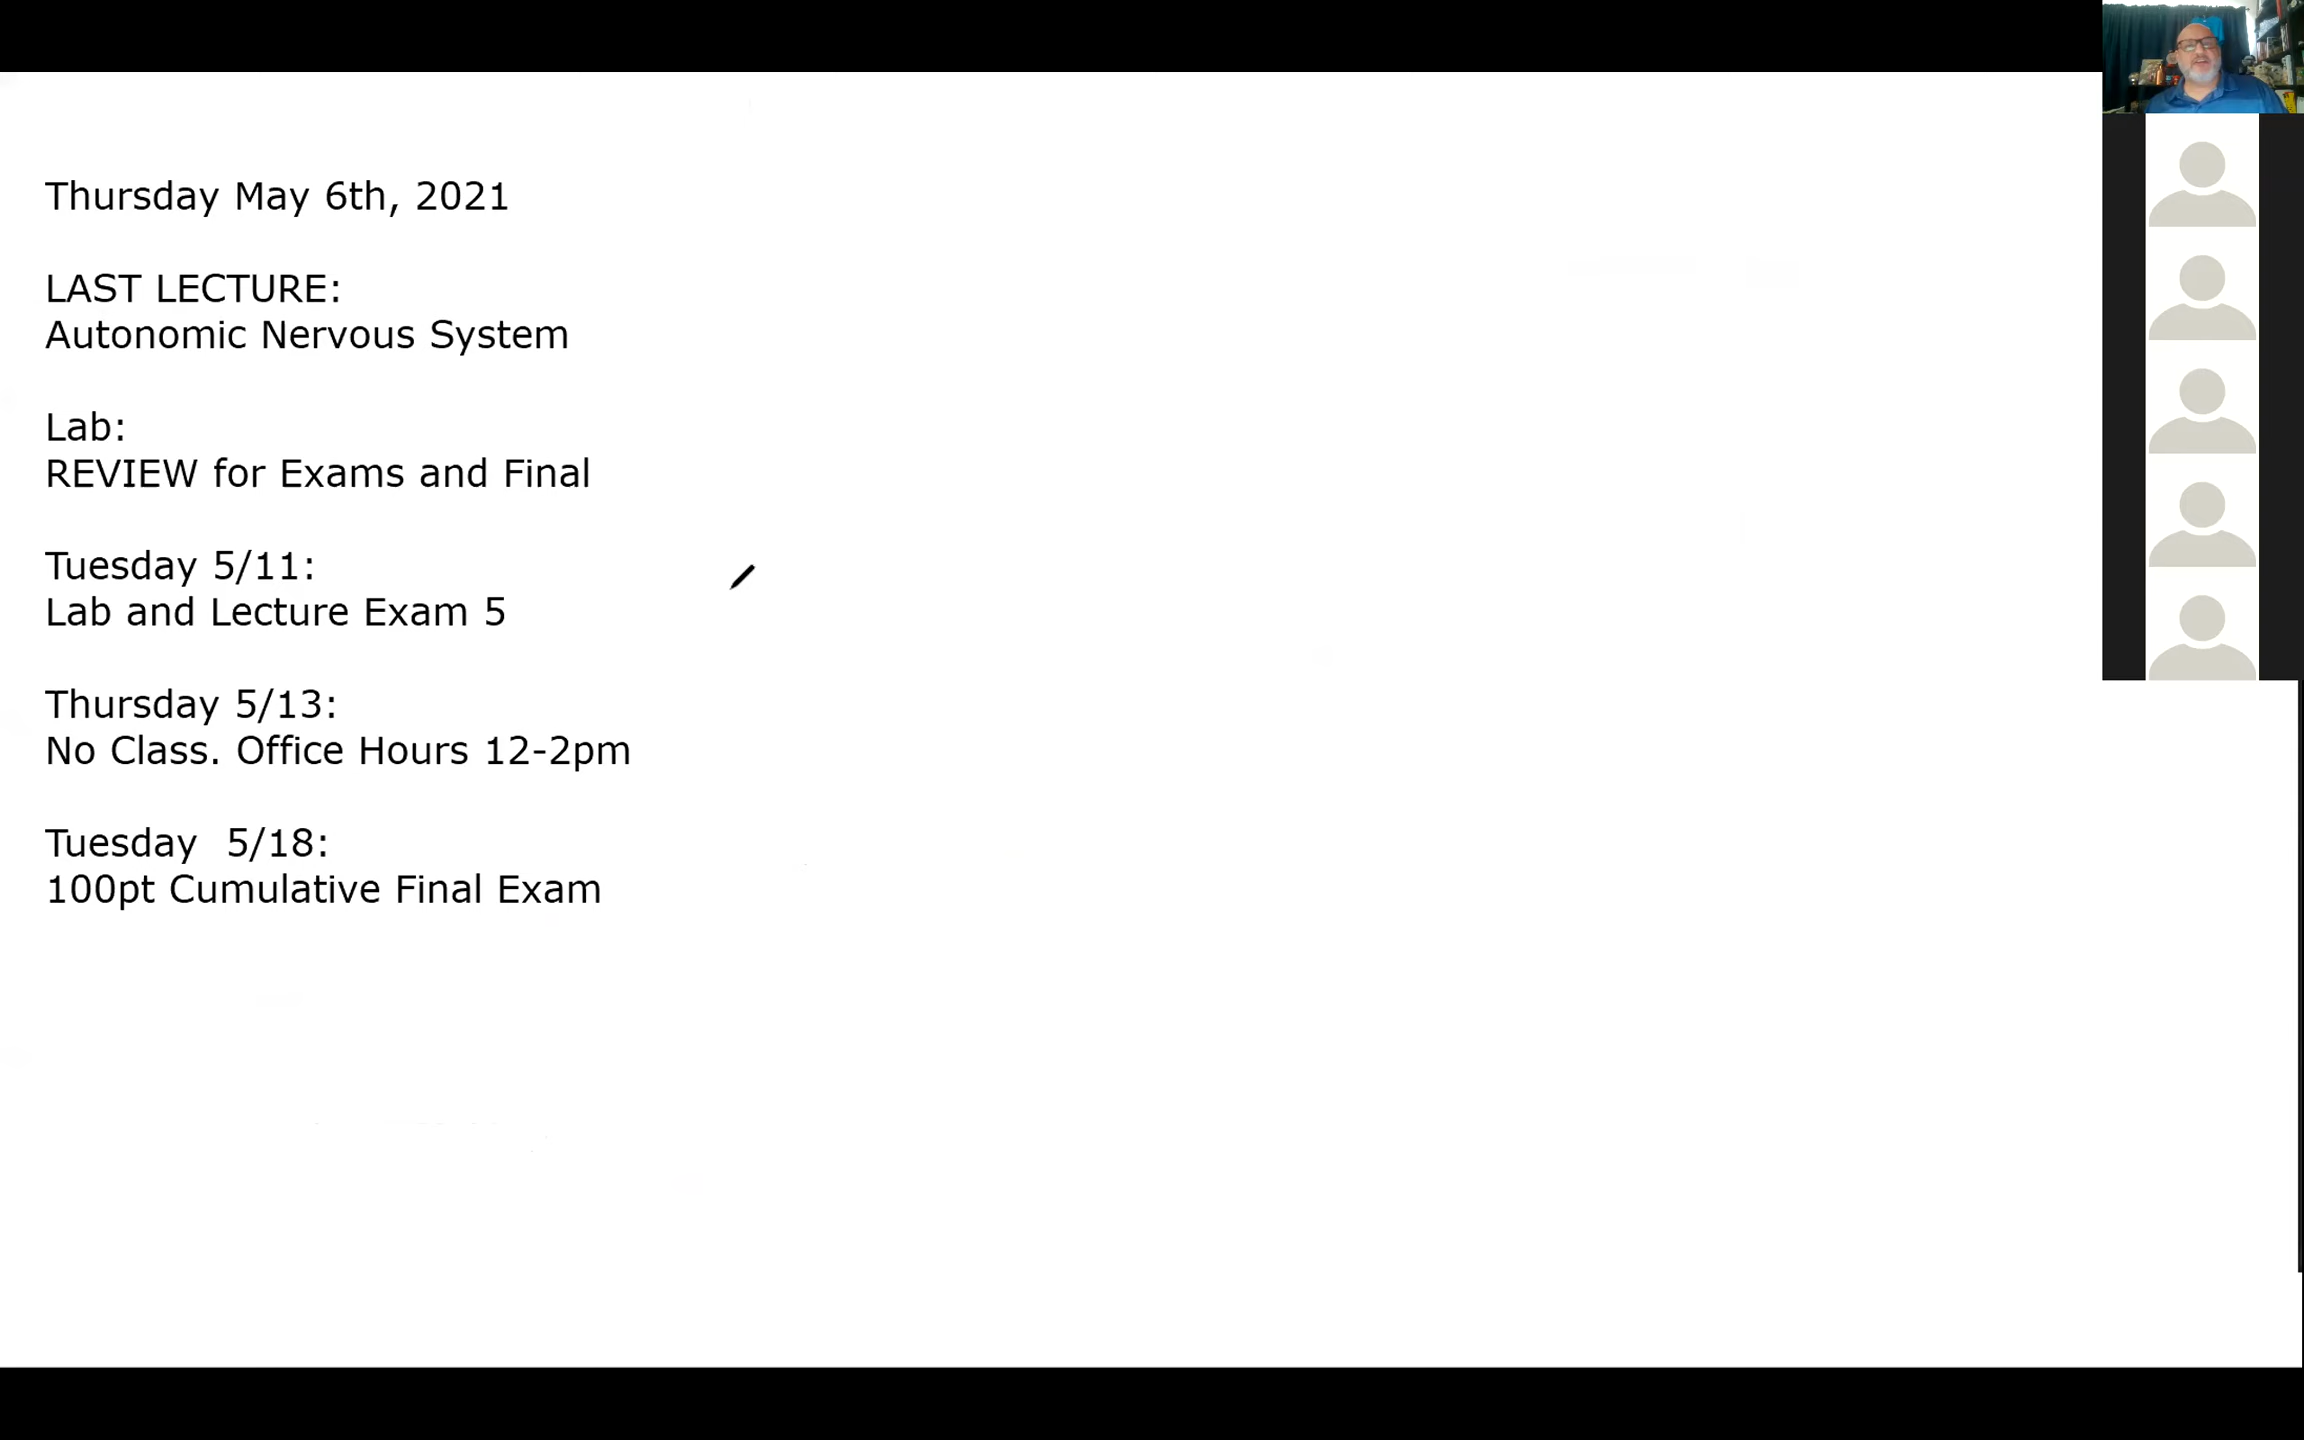 Thursday May 6th, 2021
LAST LECTURE:
Autonomic Nervous System
Lab:
REVIEW for Exams and Final
Tuesday 5/11:
Lab and Lecture Exam 5
Thursday 5/13:
No Class. Office Hours 12-2pm
Tuesday  5/18:
100pt Cumulative Final Exam